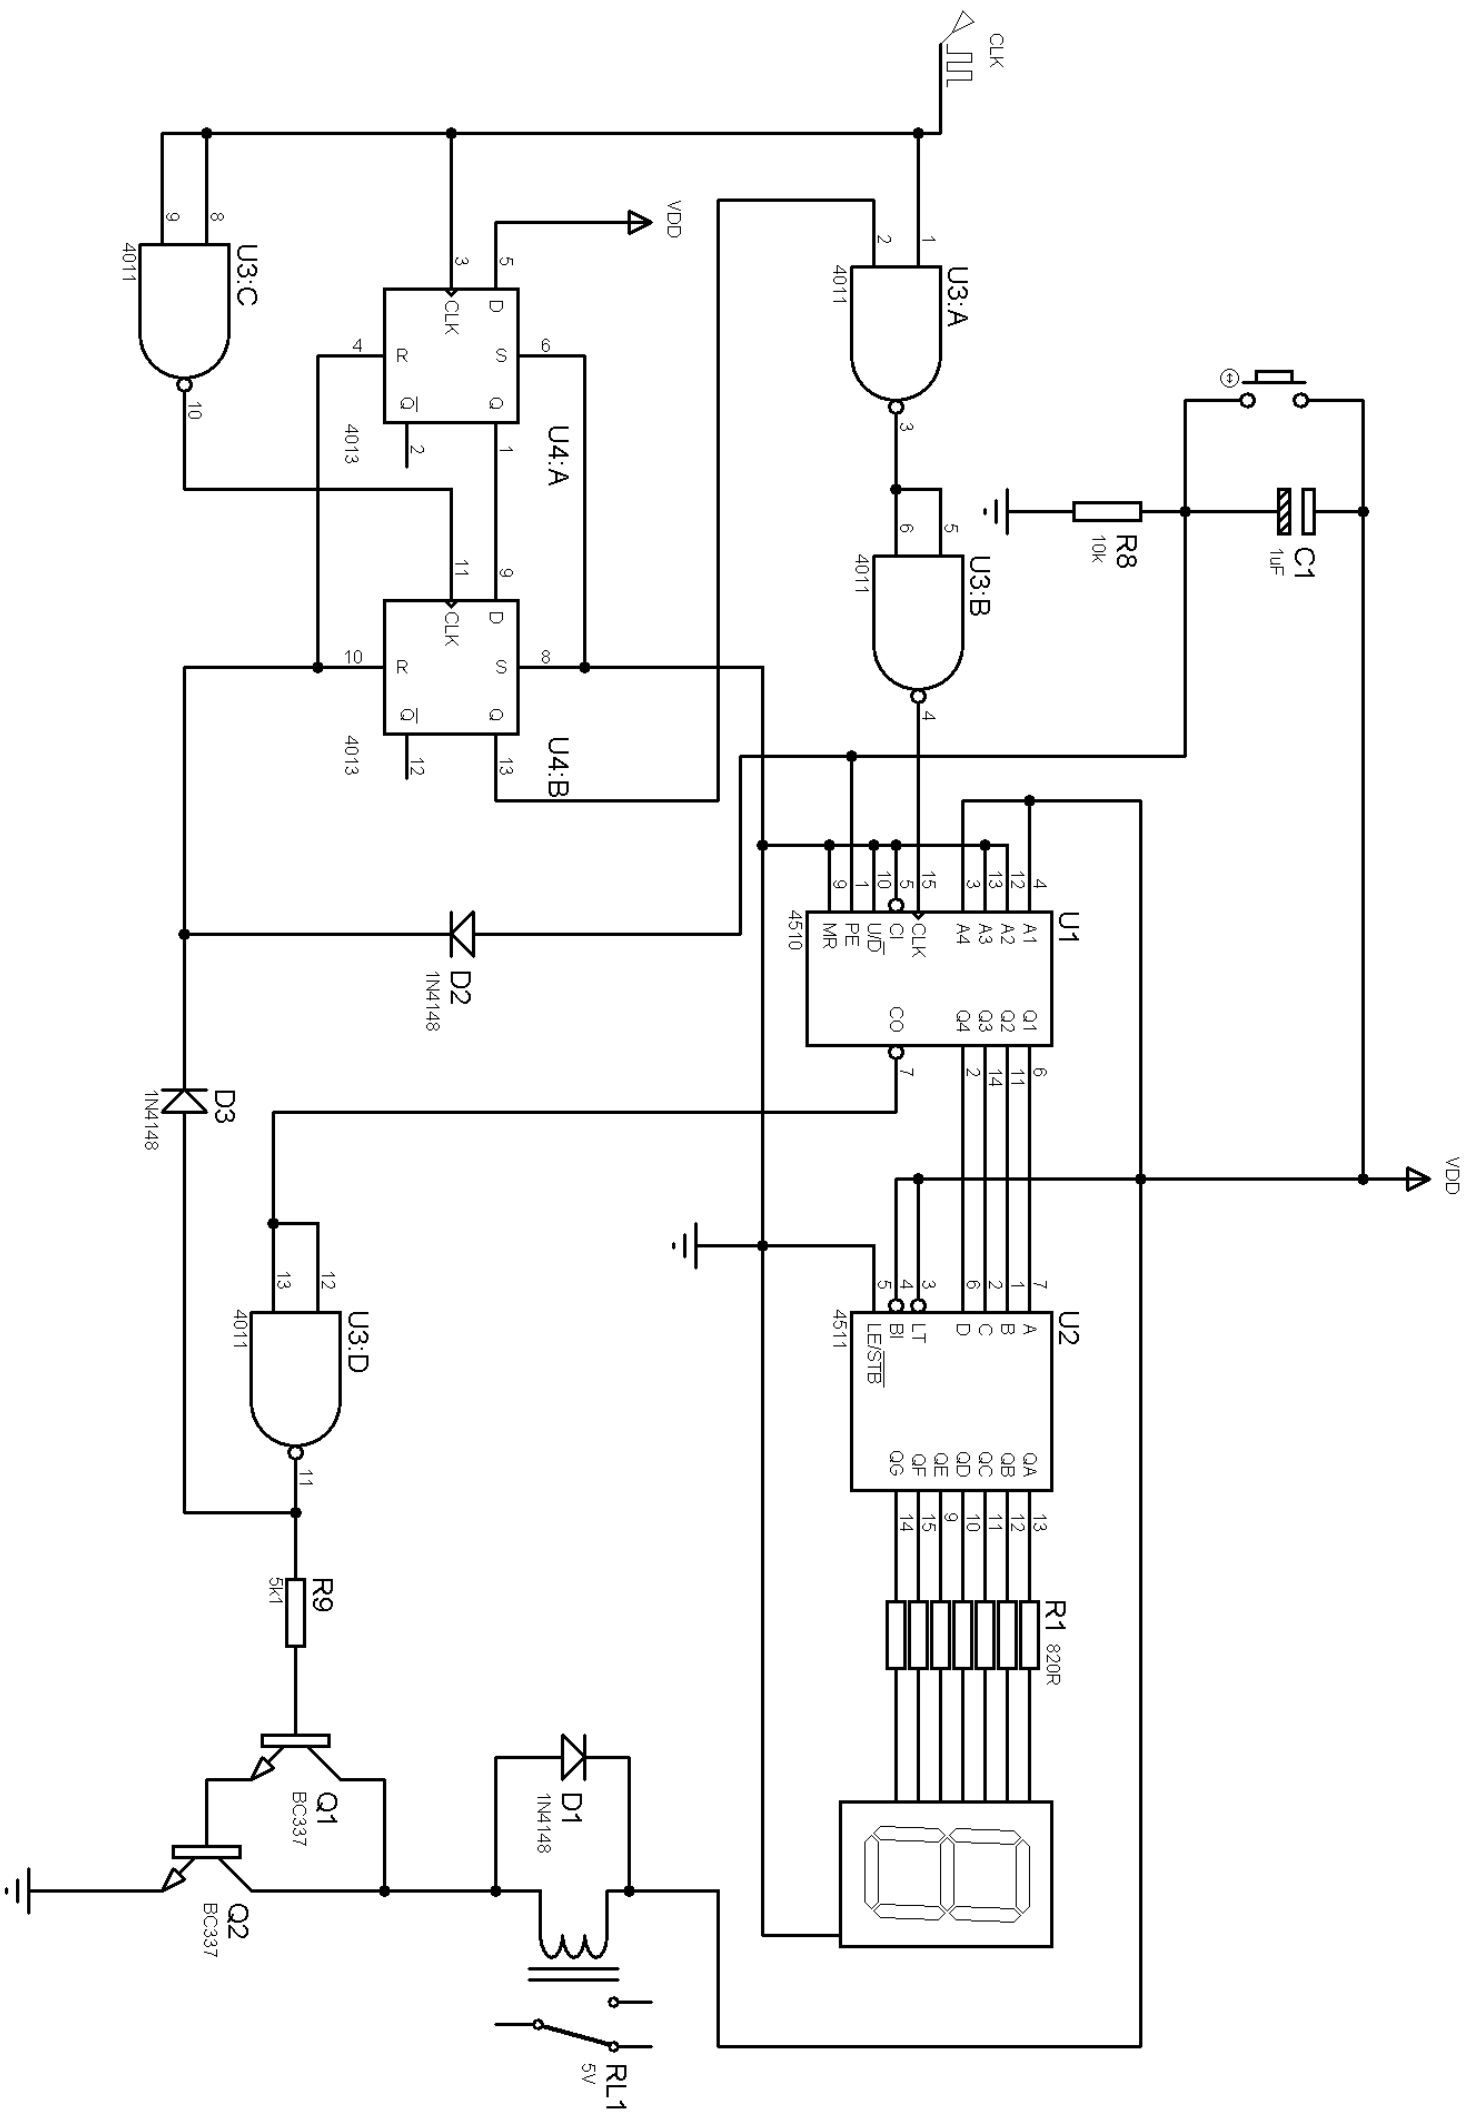 CLK
VDD
C1
1uF
R8
10k
U3:A
4011
1
2
3
U3:B
4011
5
6
4
U1
4510
4
12
13
3
15
5
10
1
9
A1
A2
A3
A4
CLK
CI
U/D
PE
MR
Q1
Q2
Q3
Q4
CO
6
11
14
2
7
U2
4511
7
1
2
6
3
4
5
A
B
C
D
LT
BI
LE/STB
QA
QB
QC
QD
QE
QF
QG
13
12
11
10
9
15
14
R1
820R
VDD
U4:A
4013
5
3
6
4
1
2
D
CLK
S
R
Q
Q
U4:B
4013
9
11
8
10
13
12
D
CLK
S
R
Q
Q
U3:C
4011
8
9
10
D2
1N4148
D3
1N4148
U3:D
4011
12
13
11
R9
5k1
D1
1N4148
RL1
5V
Q1
BC337
Q2
BC337